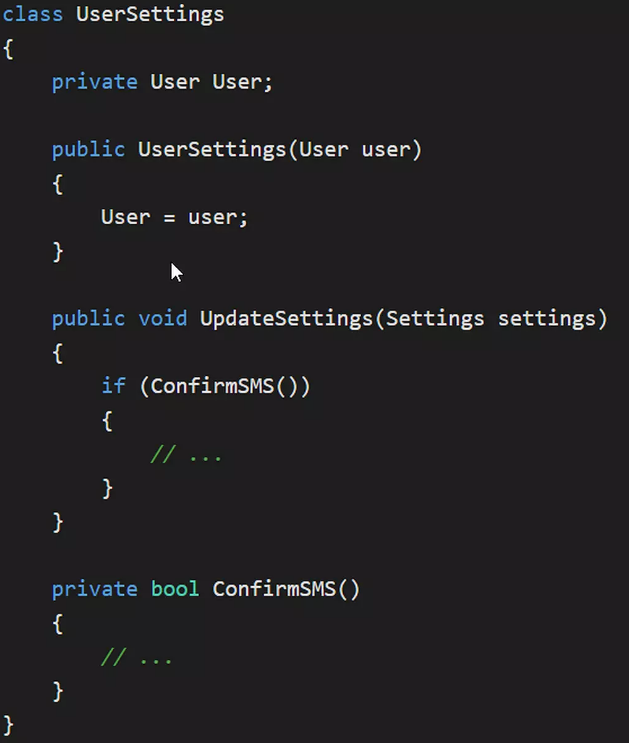 class UserSettings
{
    private User User;

    public UserSettings(User user)
    {
        User = user;
    }

    public void UpdateSettings(Settings settings)
    {
        if (ConfirmSMS())
        {
            // ...
        }
    }

    private bool ConfirmSMS()
    {
        // ...
    }
}